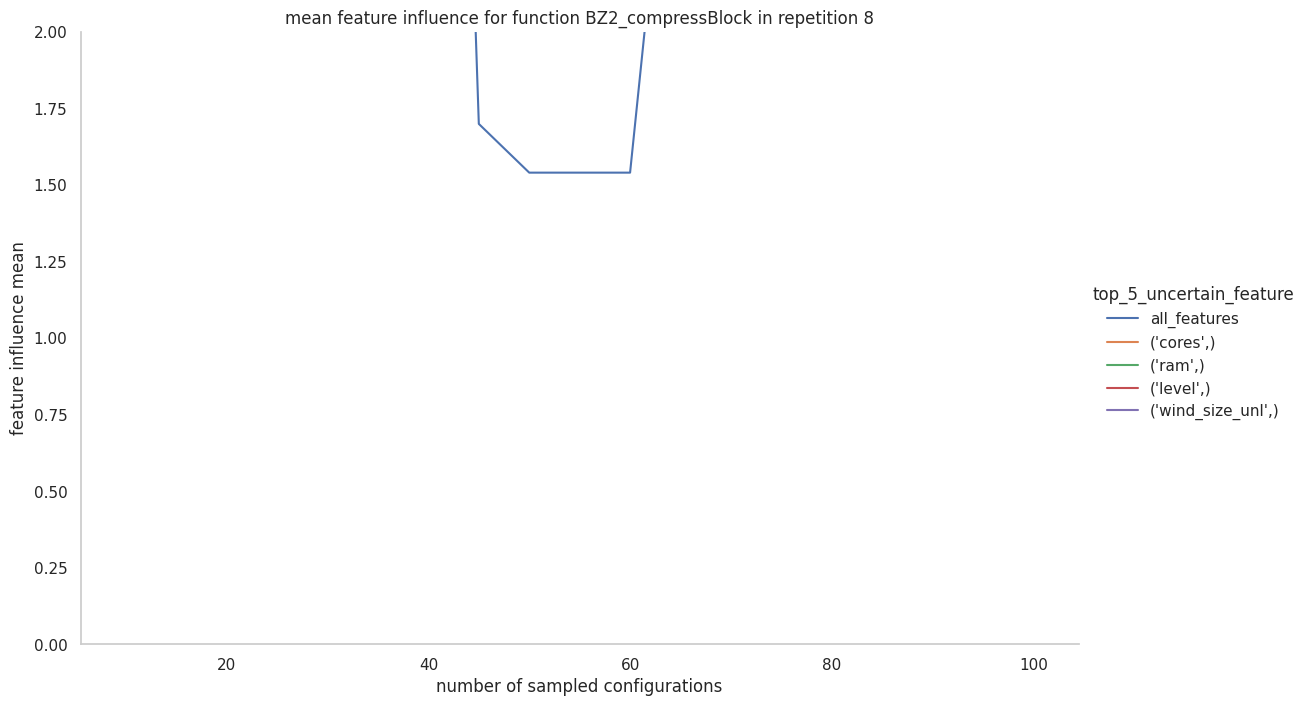 mean feature influence for function BZ2_compressBlock in repetition 8
2.00
1.75
1.50
1.25
1.00
0.75
0.50
0.25
0.00
feature influence mean
20 40 60 80 100
number of sampled configurations
top_5_uncertain_feature
all_features
('cores',)
('ram',)
('level',)
('wind_size_unl',)